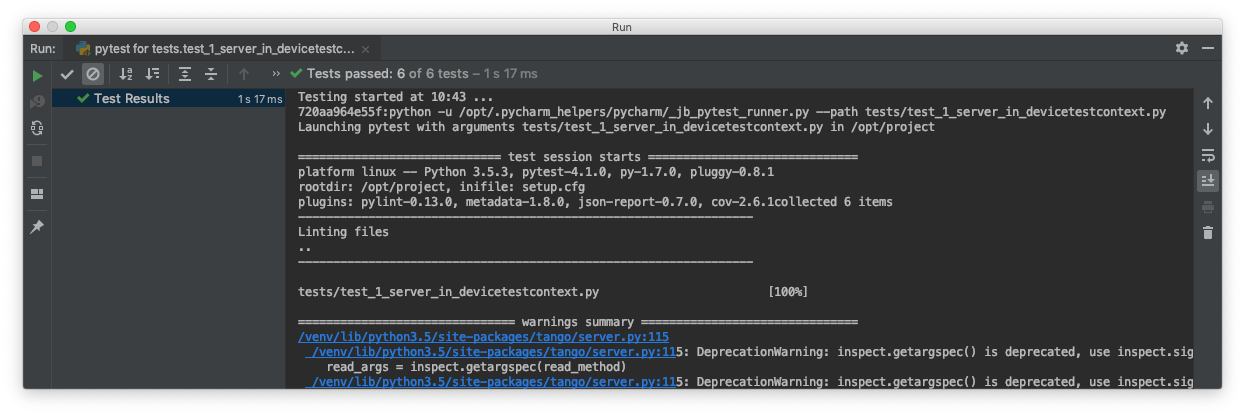 Run
Run: pytest for tests.test_1_server_in_devicetestc... ×
» Tests passed: 6 of 6 tests – 1 s 17 ms
Test Results 1 s 17 ms
Testing started at 10:43 ...
720aa964e55f:python -u /opt/.pycharm_helpers/pycharm/_jb_pytest_runner.py --path tests/test_1_server_in_devicetestcontext.py
Launching pytest with arguments tests/test_1_server_in_devicetestcontext.py in /opt/project
============================= test session starts ==============================
platform linux -- Python 3.5.3, pytest-4.1.0, py-1.7.0, pluggy-0.8.1
rootdir: /opt/project, inifile: setup.cfg
plugins: pylint-0.13.0, metadata-1.8.0, json-report-0.7.0, cov-2.6.1collected 6 items
-----------------------------------------------------------------
Linting files
..
-----------------------------------------------------------------
tests/test_1_server_in_devicetestcontext.py [100%]
=============================== warnings summary ===============================
/venv/lib/python3.5/site-packages/tango/server.py:115
/venv/lib/python3.5/site-packages/tango/server.py:115: DeprecationWarning: inspect.getargspec() is deprecated, use inspect.sig
read_args = inspect.getargspec(read_method)
/venv/lib/python3.5/site-packages/tango/server.py:115: DeprecationWarning: inspect.getargspec() is deprecated, use inspect.sig